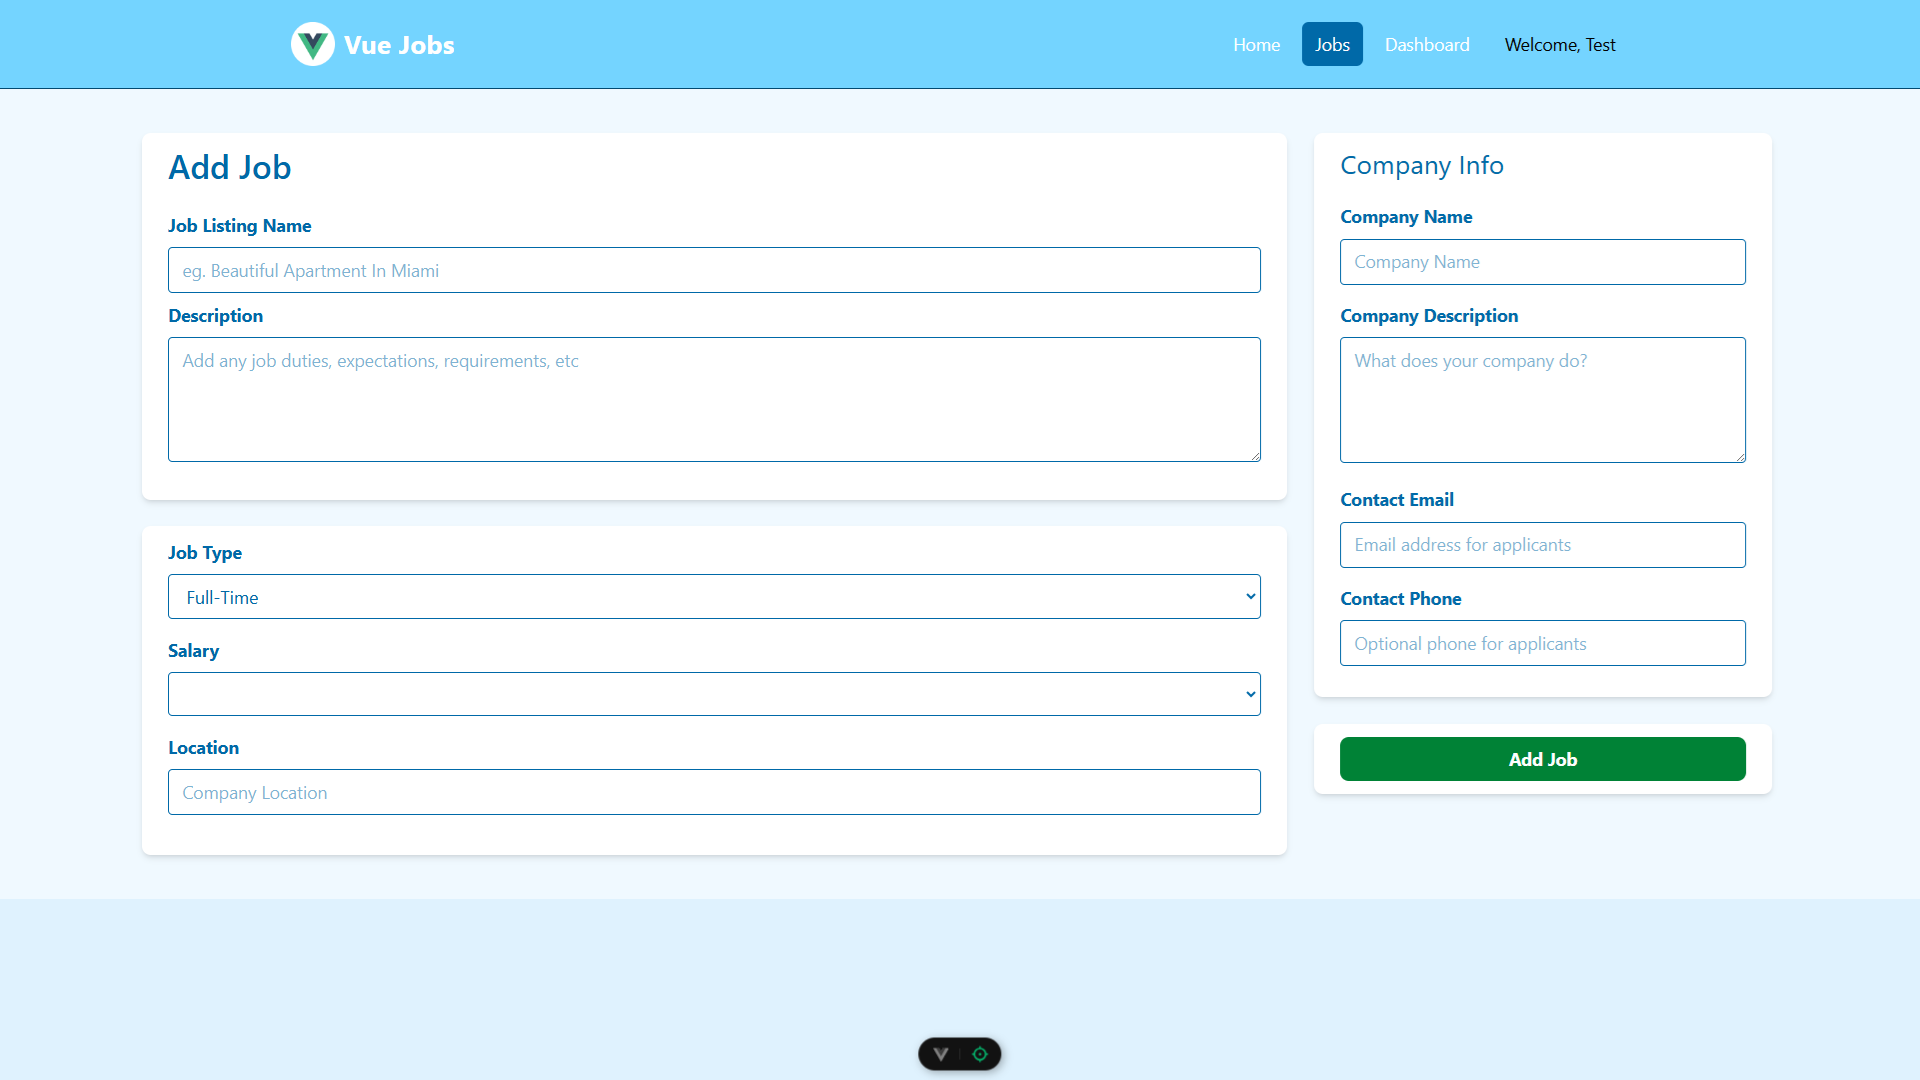 Vue Jobs
Home
Jobs
Dashboard
Welcome, Test
Add Job
Job Listing Name
eg. Beautiful Apartment In Miami
Description
Add any job duties, expectations, requirements, etc
Job Type
Full-Time
Salary
Location
Company Location
Company Info
Company Name
Company Name
Company Description
What does your company do?
Contact Email
Email address for applicants
Contact Phone
Optional phone for applicants
Add Job